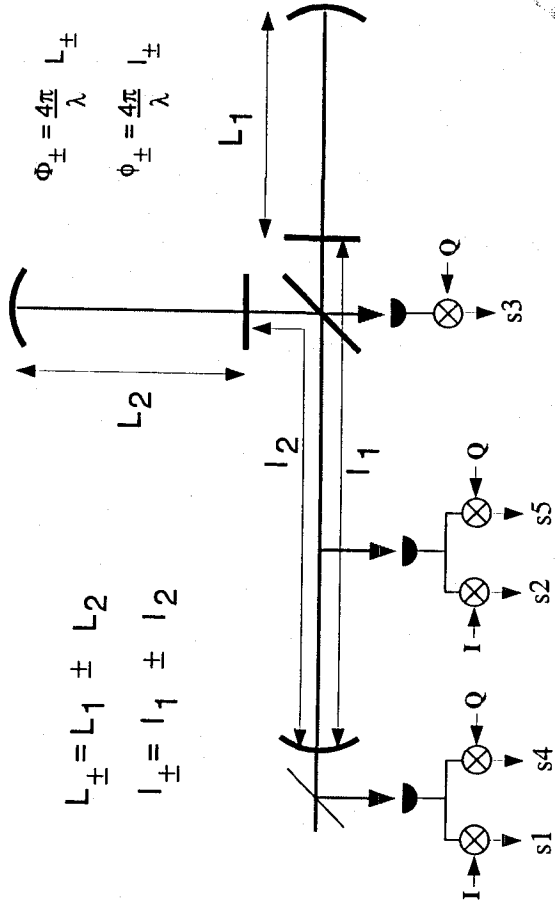 L± = L1 ± L2
l± = l1 ± l2
Φ± = 4π/λ L±
ϕ± = 4π/λ l±
L2
L1
l2
l1
I
Q
s1
s4
I
Q
s2
s5
Q
s3